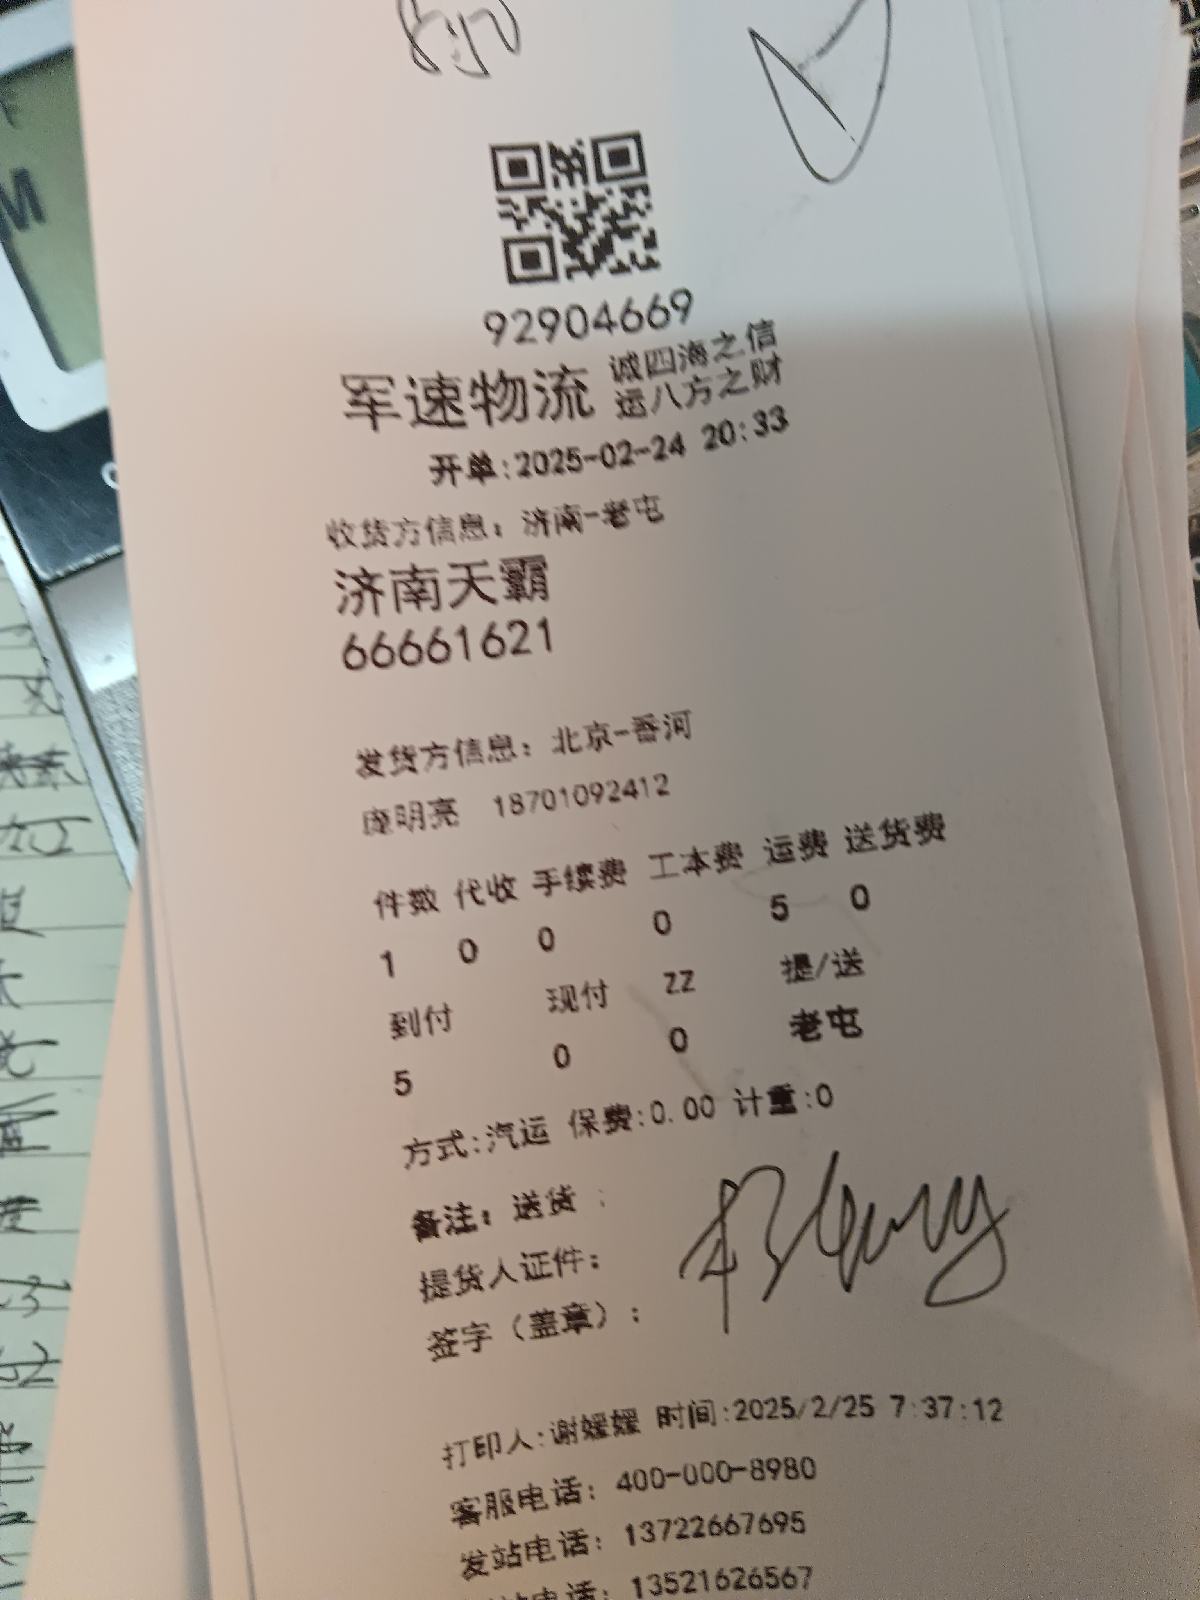 92904669
军速物流 诚四海之信
运八方之财
开单:2025-02-24 20:33
收货方信息：济南-老屯
济南天霸
66661621
发货方信息：北京-香河
庞明亮 18701092412
件数 代收 手续费 工本费 运费 送货费
1 0 0 0 5 0
到付 现付 ZZ 提/送
5 0 0 老屯
方式:汽运 保费:0.00 计重:0
备注：送货 :
提货人证件：
签字（盖章）：
打印人:谢媛媛 时间:2025/2/25 7:37:12
客服电话：400-000-8980
发站电话：13722667695
站电话：13521626567